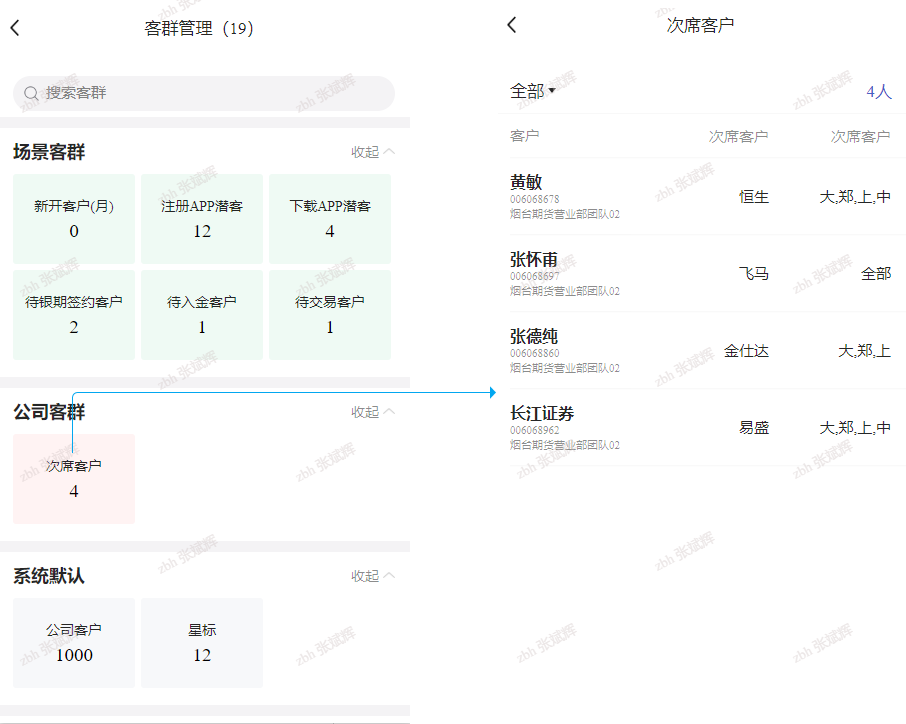 客群管理（19）
搜索客群
场景客群
收起
新开客户(月)
0
注册APP潜客
12
下载APP潜客
4
待银期签约客户
2
待入金客户
1
待交易客户
1
公司客群
收起
次席客户
4
系统默认
收起
公司客户
1000
星标
12
次席客户
全部
4人
客户
次席客户
次席客户
黄敏
006068678
烟台期货营业部团队02
恒生
大,郑,上,中
张怀甫
006068697
烟台期货营业部团队02
飞马
全部
张德纯
006068860
烟台期货营业部团队02
金仕达
大,郑,上
长江证券
006068962
烟台期货营业部团队02
易盛
大,郑,上,中
zhh 张斌辉